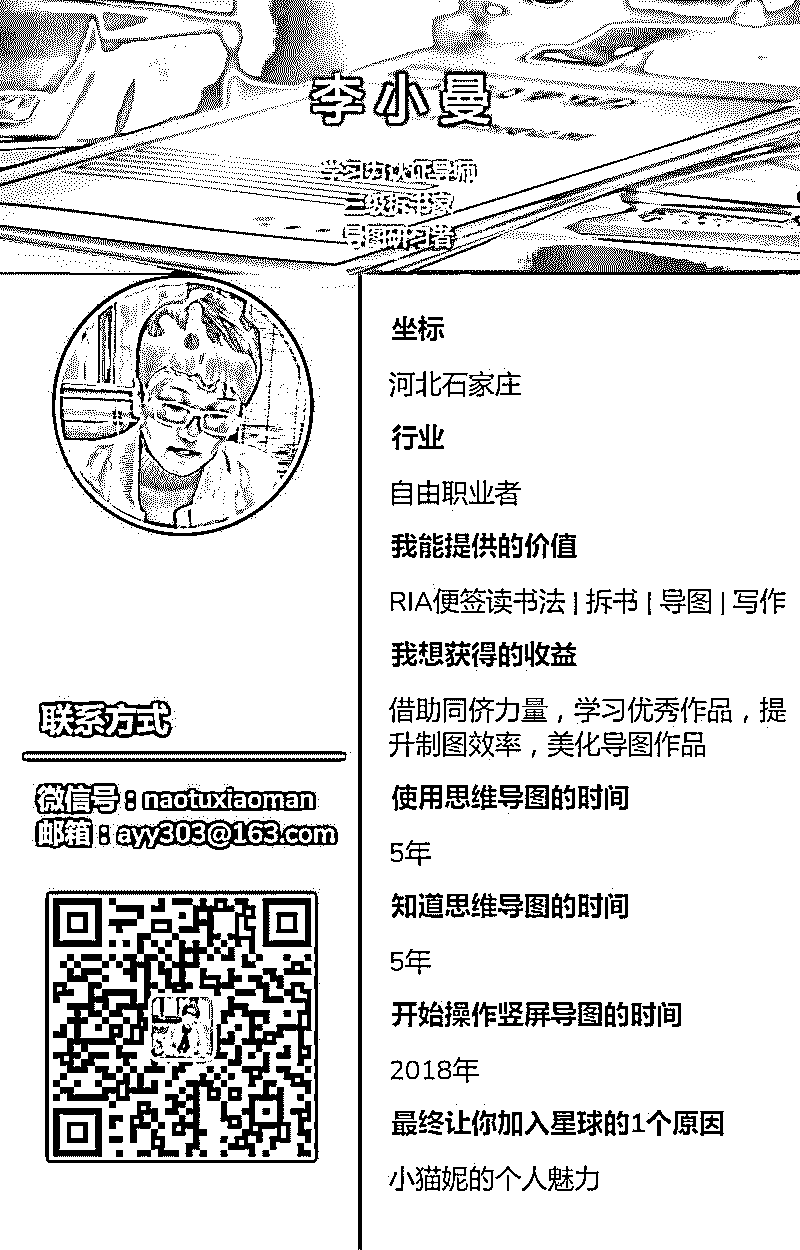 李小曼
学习力认证导师
三级拆书家
导图研习者
坐标
河北石家庄
行业
自由职业者
我能提供的价值
RIA便签读书法 | 拆书 | 导图 | 写作
我想获得的收益
借助同侪力量，学习优秀作品，提
升制图效率，美化导图作品
使用思维导图的时间
5年
知道思维导图的时间
5年
开始操作竖屏导图的时间
2018年
最终让你加入星球的1个原因
小猫妮的个人魅力
联系方式
微信号：naotuxiaoman
邮箱：ayy303@163.com